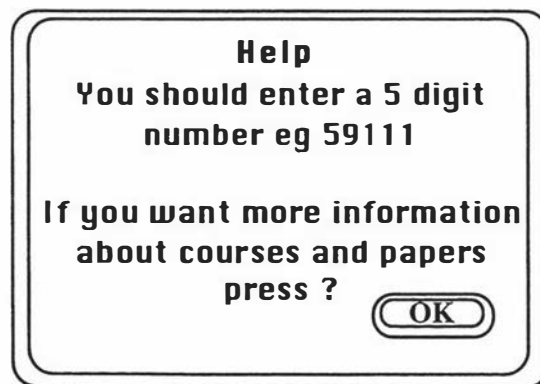 Help
You should enter a 5 digit
number eg 59111
If you want more information
about courses and papers
press ?
OK